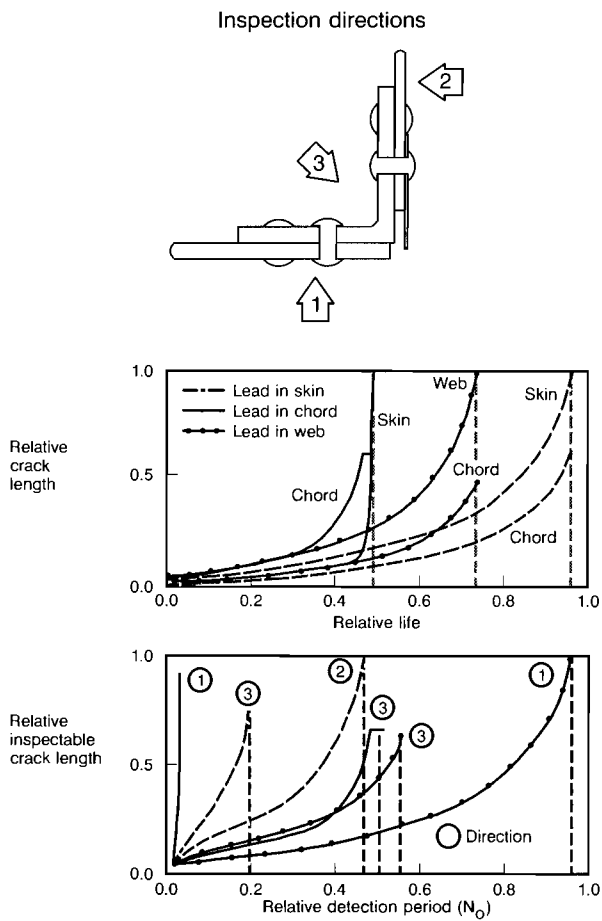 Inspection directions
2
3
1
Relative crack length
1.0
0.5
0.0
Lead in skin
Lead in chord
Lead in web
Web
Skin
Skin
Chord
Chord
Chord
0.0 0.2 0.4 0.6 0.8 1.0
Relative life
Relative inspectable crack length
1.0
0.5
0.0
1
3
2
3
3
1
Direction
0.0 0.2 0.4 0.6 0.8 1.0
Relative detection period (N₀)